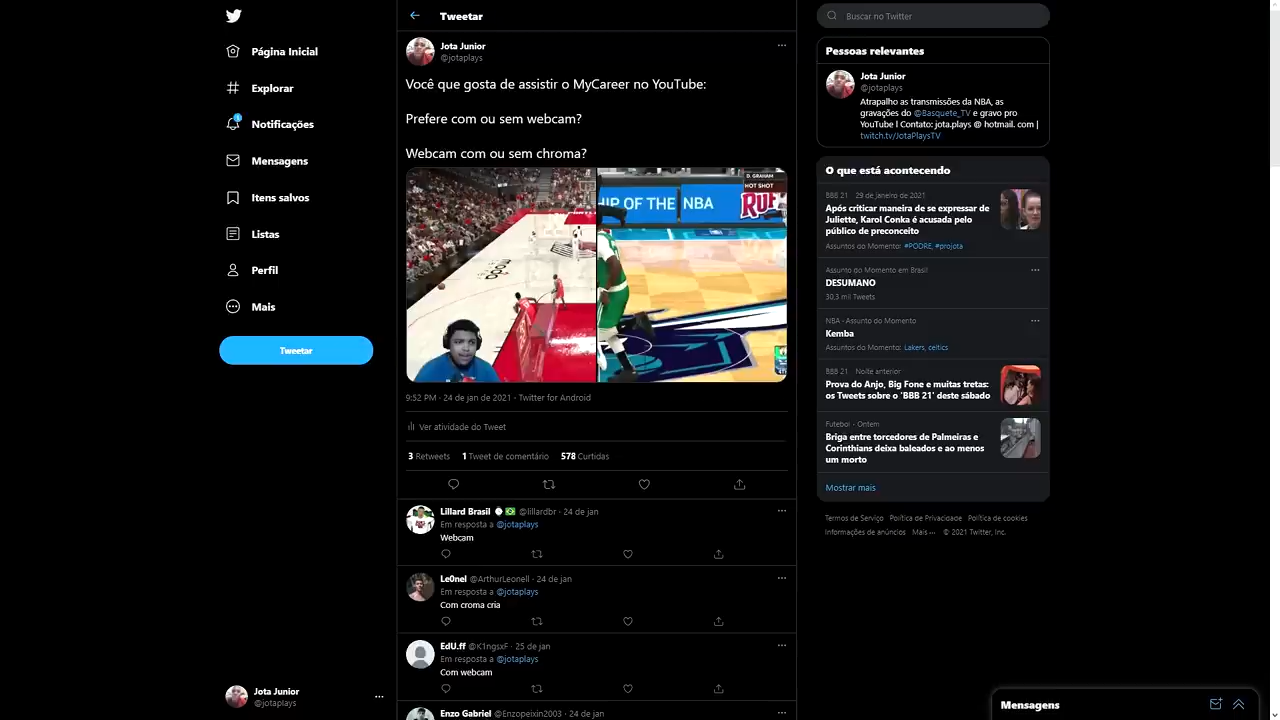 Página Inicial
Explorar
1
Notificações
Mensagens
Itens salvos
Listas
Perfil
Mais
Tweetar
Jota Junior
@jotaplays
Tweetar
Jota Junior
@jotaplays
Você que gosta de assistir o MyCareer no YouTube:
Prefere com ou sem webcam?
Webcam com ou sem chroma?
D. GRAHAM
HOT SHOT
OF THE NBA
9:52 PM · 24 de jan de 2021 · Twitter for Android
Ver atividade do Tweet
3 Retweets 1 Tweet de comentário 578 Curtidas
Lillard Brasil @lillardbr · 24 de jan
Em resposta a @jotaplays
Webcam
Le0nel @ArthurLeonell · 24 de jan
Em resposta a @jotaplays
Com croma cria
EdU.ff @K1ngsxF · 25 de jan
Em resposta a @jotaplays
Com webcam
Enzo Gabriel @Enzopeixin2003 · 24 de jan
Buscar no Twitter
Pessoas relevantes
Jota Junior
@jotaplays
Atrapalho as transmissões da NBA, as
gravações do @Basquete_TV e gravo pro
YouTube l Contato: jota.plays @ hotmail. com |
twitch.tv/JotaPlaysTV
O que está acontecendo
BBB 21 · 29 de janeiro de 2021
Após criticar maneira de se expressar de
Juliette, Karol Conka é acusada pelo
público de preconceito
Assuntos do Momento: #PODRE, #projota
Assunto do Momento em Brasil
DESUMANO
30,3 mil Tweets
NBA · Assunto do Momento
Kemba
Assuntos do Momento: Lakers, celtics
BBB 21 · Noite anterior
Prova do Anjo, Big Fone e muitas tretas:
os Tweets sobre o 'BBB 21' deste sábado
Futebol · Ontem
Briga entre torcedores de Palmeiras e
Corinthians deixa baleados e ao menos
um morto
Mostrar mais
Termos de Serviço Política de Privacidade Política de cookies
Informações de anúncios Mais ··· © 2021 Twitter, Inc.
Mensagens